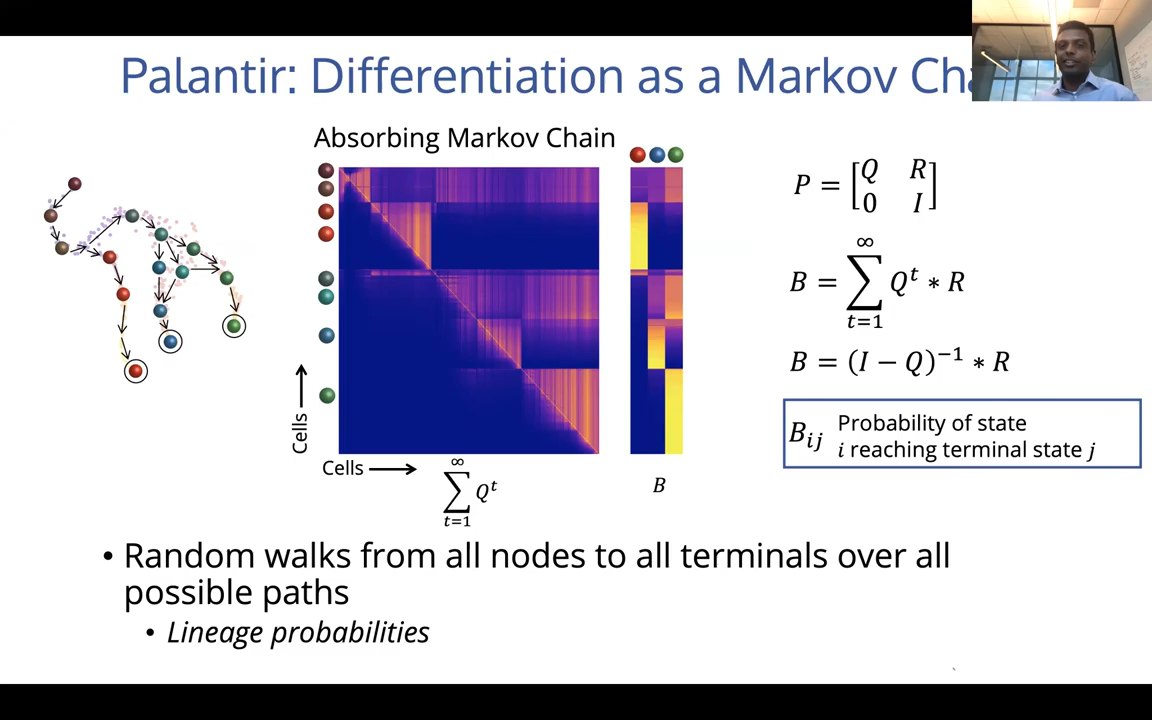 Palantir: Differentiation as a Markov Cha
Absorbing Markov Chain
P = [Q R
0 I]
B = ∞∑t=1 Q^t * R
B = (I − Q)^−1 * R
B_ij Probability of state
i reaching terminal state j
Cells
Cells
∞∑t=1 Q^t
B
• Random walks from all nodes to all terminals over all
possible paths
• Lineage probabilities